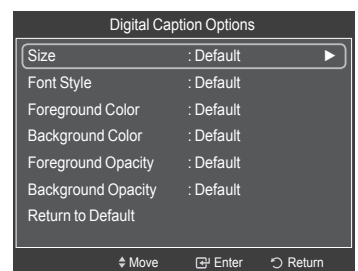 Digital Caption Options
Size : Default ►
Font Style : Default
Foreground Color : Default
Background Color : Default
Foreground Opacity : Default
Background Opacity : Default
Return to Default
Move Enter Return